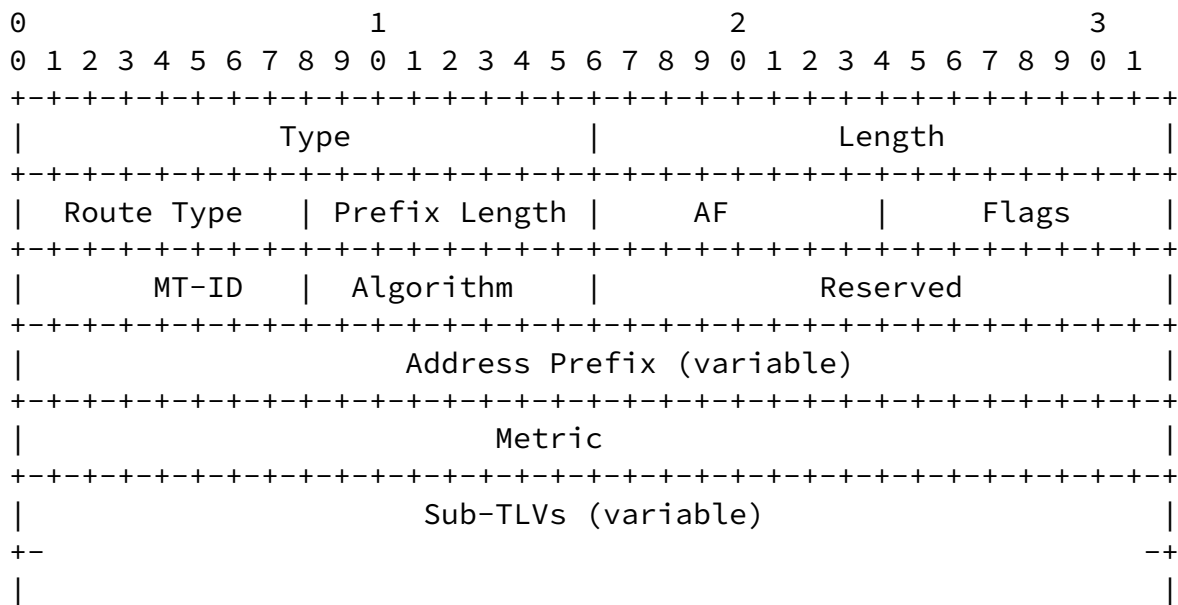 0                   1                   2                   3
0 1 2 3 4 5 6 7 8 9 0 1 2 3 4 5 6 7 8 9 0 1 2 3 4 5 6 7 8 9 0 1
+-+-+-+-+-+-+-+-+-+-+-+-+-+-+-+-+-+-+-+-+-+-+-+-+-+-+-+-+-+-+-+-+
|              Type             |             Length            |
+-+-+-+-+-+-+-+-+-+-+-+-+-+-+-+-+-+-+-+-+-+-+-+-+-+-+-+-+-+-+-+-+
|  Route Type   | Prefix Length |     AF        |     Flags     |
+-+-+-+-+-+-+-+-+-+-+-+-+-+-+-+-+-+-+-+-+-+-+-+-+-+-+-+-+-+-+-+-+
|       MT-ID   |  Algorithm    |            Reserved           |
+-+-+-+-+-+-+-+-+-+-+-+-+-+-+-+-+-+-+-+-+-+-+-+-+-+-+-+-+-+-+-+-+
|                     Address Prefix (variable)                 |
+-+-+-+-+-+-+-+-+-+-+-+-+-+-+-+-+-+-+-+-+-+-+-+-+-+-+-+-+-+-+-+-+
|                          Metric                               |
+-+-+-+-+-+-+-+-+-+-+-+-+-+-+-+-+-+-+-+-+-+-+-+-+-+-+-+-+-+-+-+-+
|                      Sub-TLVs (variable)                      |
+-                                                             -+
|                                                               |